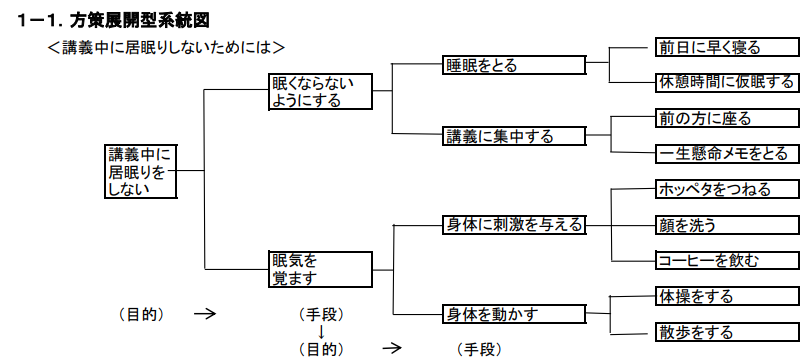 1-1．方策展開型系統図
＜講義中に居眠りしないためには＞
講義中に
居眠りを
しない
眠くならない
ようにする
睡眠をとる
前日に早く寝る
休憩時間に仮眠する
講義に集中する
前の方に座る
一生懸命メモをとる
眠気を
覚ます
身体に刺激を与える
ホッペタをつねる
顔を洗う
コーヒーを飲む
身体を動かす
体操をする
散歩をする
（目的） → （手段）
↓
（目的） → （手段）